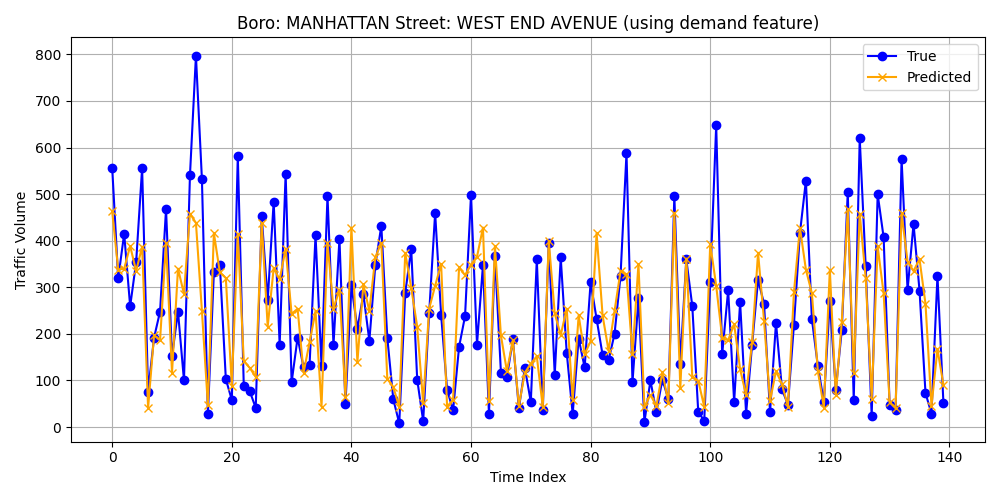 Boro: MANHATTAN Street: WEST END AVENUE (using demand feature)
True
Predicted
Traffic Volume
800
700
600
500
400
300
200
100
0
0 20 40 60 80 100 120 140
Time Index